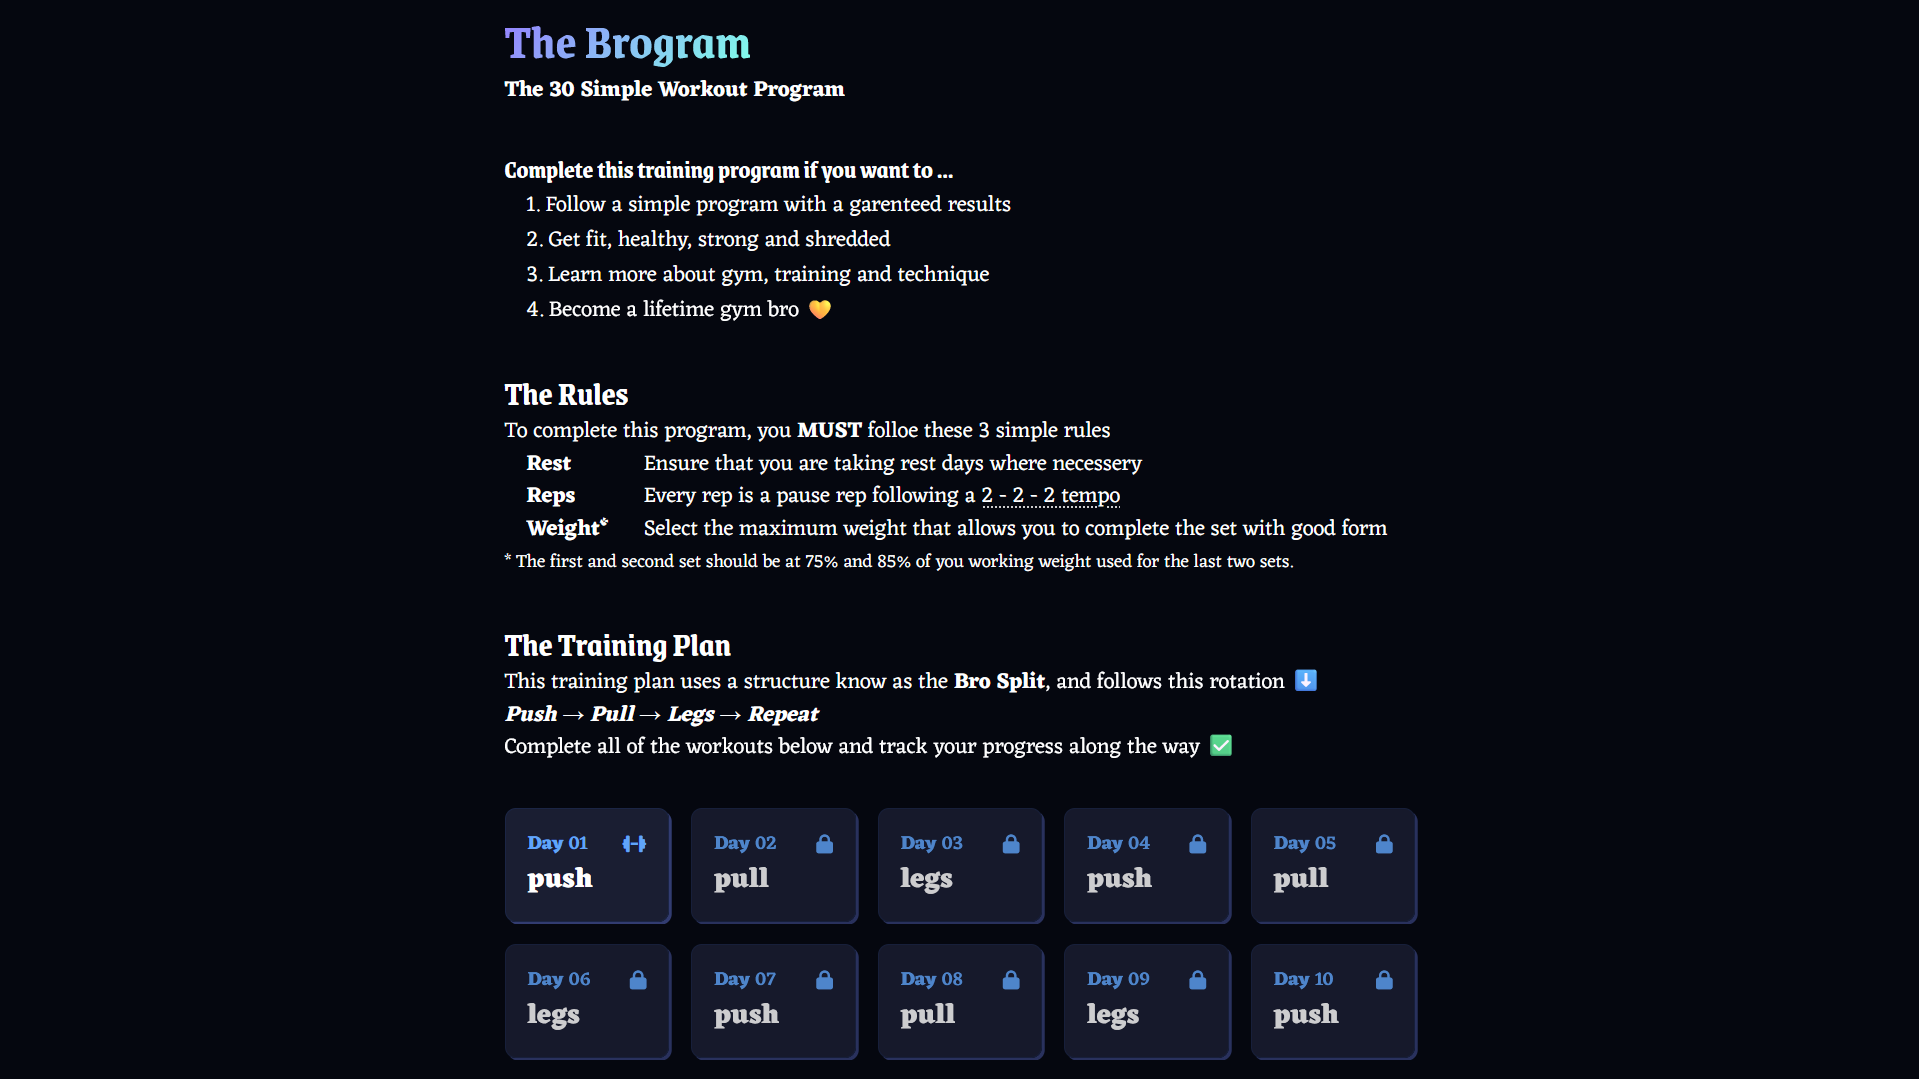 The Brogram
The 30 Simple Workout Program
Complete this training program if you want to ...
1. Follow a simple program with a garenteed results
2. Get fit, healthy, strong and shredded
3. Learn more about gym, training and technique
4. Become a lifetime gym bro 💛
The Rules
To complete this program, you MUST folloe these 3 simple rules
Rest Ensure that you are taking rest days where necessery
Reps Every rep is a pause rep following a 2 - 2 - 2 tempo
Weight* Select the maximum weight that allows you to complete the set with good form
* The first and second set should be at 75% and 85% of you working weight used for the last two sets.
The Training Plan
This training plan uses a structure know as the Bro Split, and follows this rotation ⬇️
Push → Pull → Legs → Repeat
Complete all of the workouts below and track your progress along the way ✅
Day 01 Day 02 Day 03 Day 04 Day 05
push pull legs push pull
Day 06 Day 07 Day 08 Day 09 Day 10
legs push pull legs push